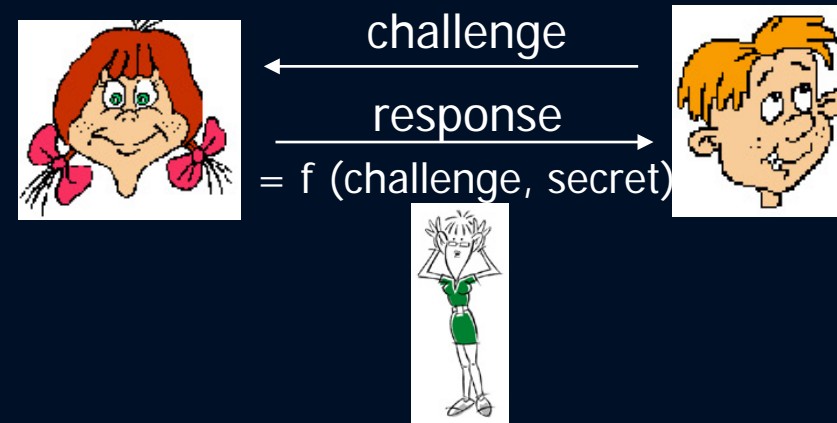 challenge
response
= f (challenge, secret)